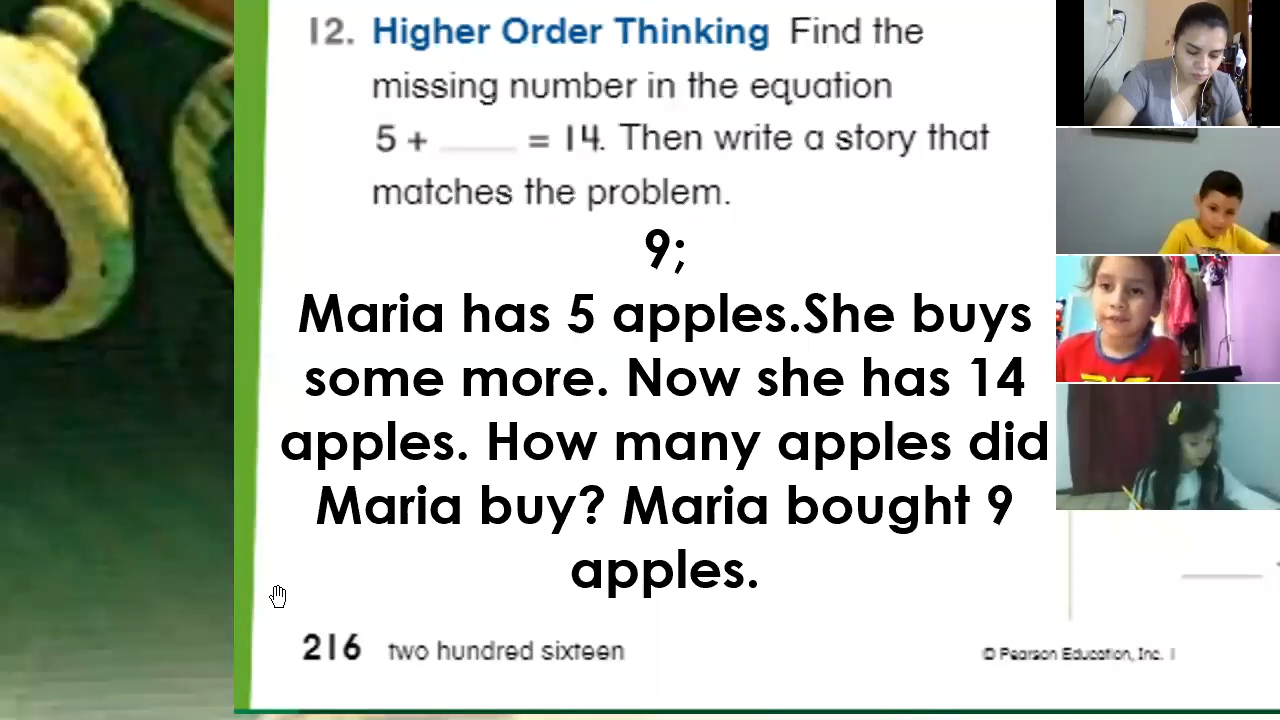 12. Higher Order Thinking Find the
missing number in the equation
5 + ____ = 14. Then write a story that
matches the problem.
9;
Maria has 5 apples.She buys
some more. Now she has 14
apples. How many apples did
Maria buy? Maria bought 9
apples.
216 two hundred sixteen
© Pearson Education, Inc. 1